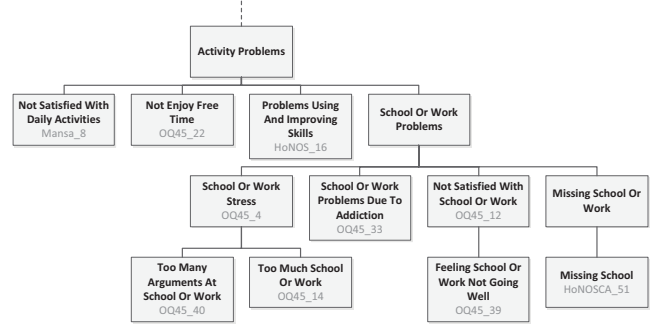 Activity Problems
Not Satisfied With
Daily Activities
Mansa_8
Not Enjoy Free
Time
OQ45_22
Problems Using
And Improving
Skills
HoNOS_16
School Or Work
Problems
School Or Work
Stress
OQ45_4
School Or Work
Problems Due To
Addiction
OQ45_33
Not Satisfied With
School Or Work
OQ45_12
Missing School Or
Work
Too Many
Arguments At
School Or Work
OQ45_40
Too Much School
Or Work
OQ45_14
Feeling School Or
Work Not Going
Well
OQ45_39
Missing School
HoNOSCA_51